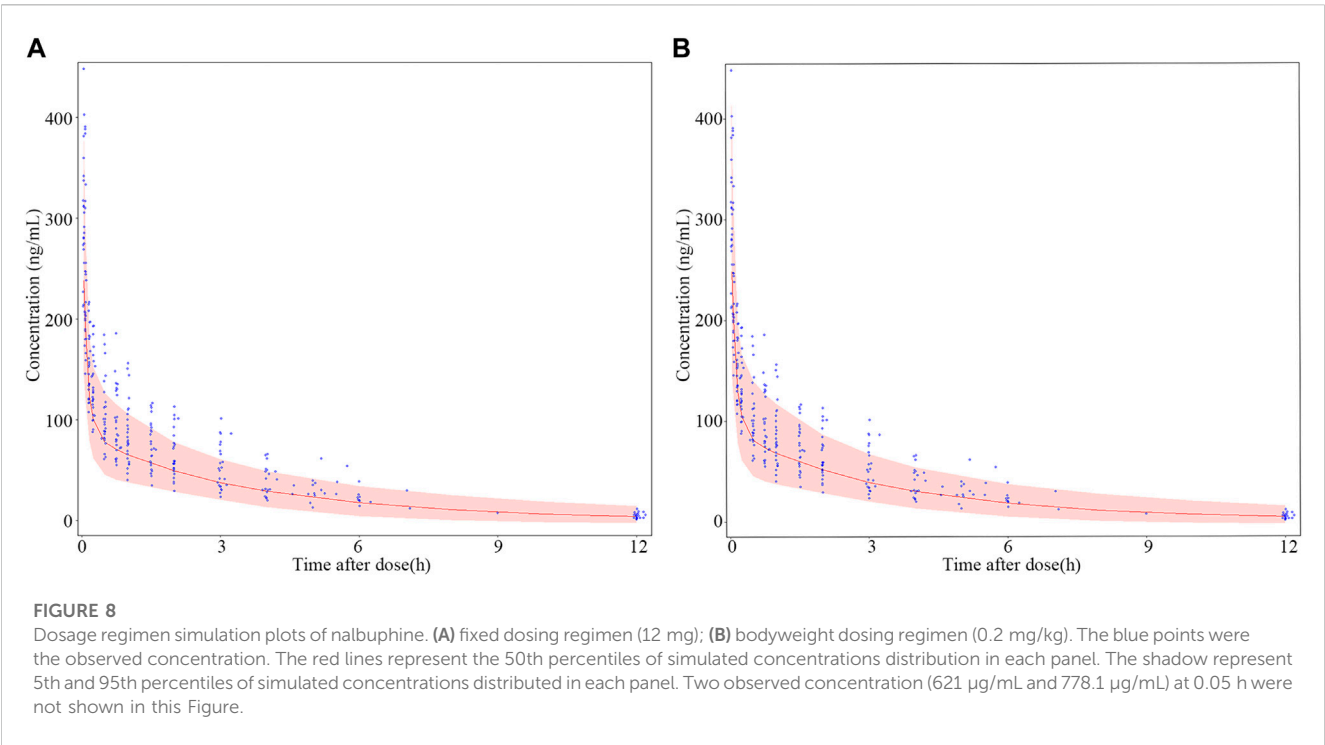 A
B
Concentration (ng/mL)
400
300
200
100
0
0 3 6 9 12
Time after dose(h)
Concentration (ng/mL)
400
300
200
100
0
0 3 6 9 12
Time after dose(h)
FIGURE 8
Dosage regimen simulation plots of nalbuphine. (A) fixed dosing regimen (12 mg); (B) bodyweight dosing regimen (0.2 mg/kg). The blue points were
the observed concentration. The red lines represent the 50th percentiles of simulated concentrations distribution in each panel. The shadow represent
5th and 95th percentiles of simulated concentrations distributed in each panel. Two observed concentration (621 μg/mL and 778.1 μg/mL) at 0.05 h were
not shown in this Figure.